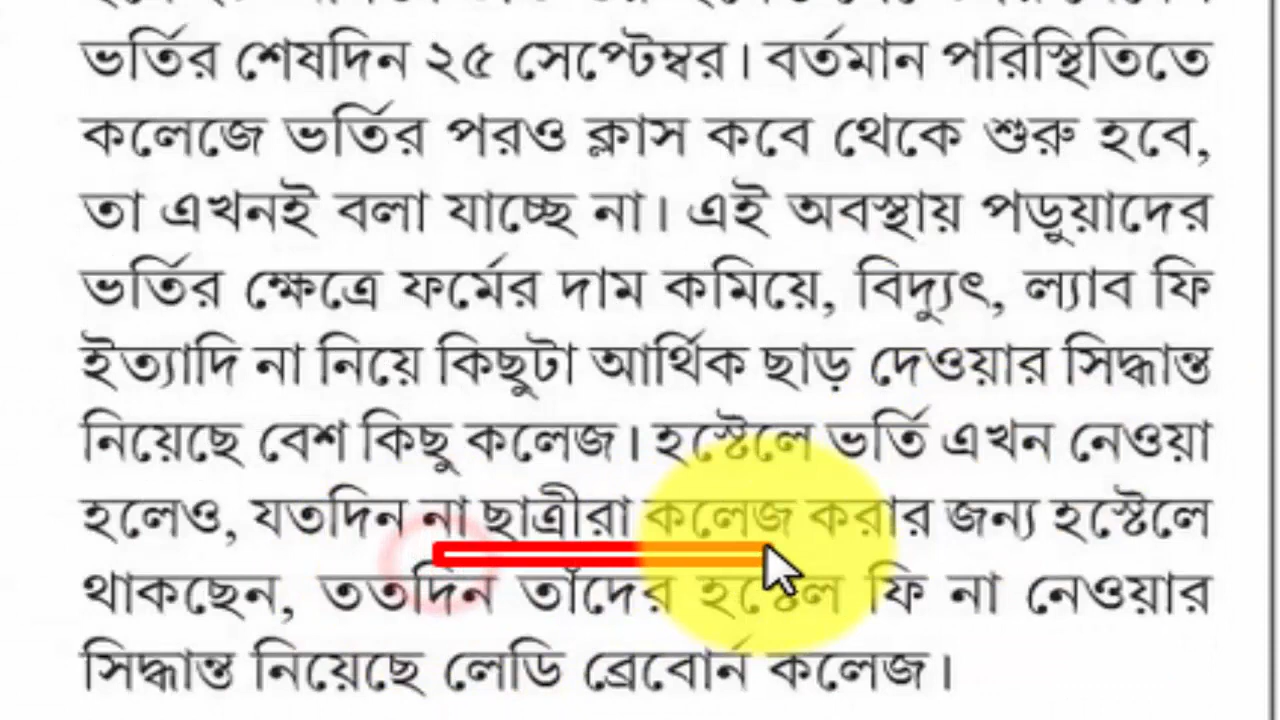 ভর্তির শেষদিন ২৫ সেপ্টেম্বর। বর্তমান পরিস্থিতিতে
কলেজে ভর্তির পরও ক্লাস কবে থেকে শুরু হবে,
তা এখনই বলা যাচ্ছে না। এই অবস্থায় পড়ুয়াদের
ভর্তির ক্ষেত্রে ফর্মের দাম কমিয়ে, বিদ্যুৎ, ল্যাব ফি
ইত্যাদি না নিয়ে কিছুটা আর্থিক ছাড় দেওয়ার সিদ্ধান্ত
নিয়েছে বেশ কিছু কলেজ। হস্টেলে ভর্তি এখন নেওয়া
হলেও, যতদিন না ছাত্রীরা কলেজ করার জন্য হস্টেলে
থাকছেন, ততদিন তাঁদের হস্টেল ফি না নেওয়ার
সিদ্ধান্ত নিয়েছে লেডি ব্রেবোর্ন কলেজ।